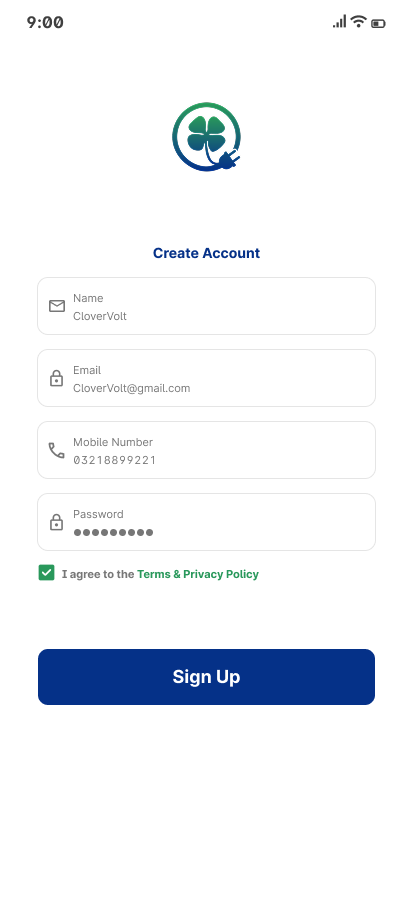 9:00
Create Account
Name
CloverVolt
Email
CloverVolt@gmail.com
Mobile Number
03218899221
Password
●●●●●●●●●
I agree to the Terms & Privacy Policy
Sign Up